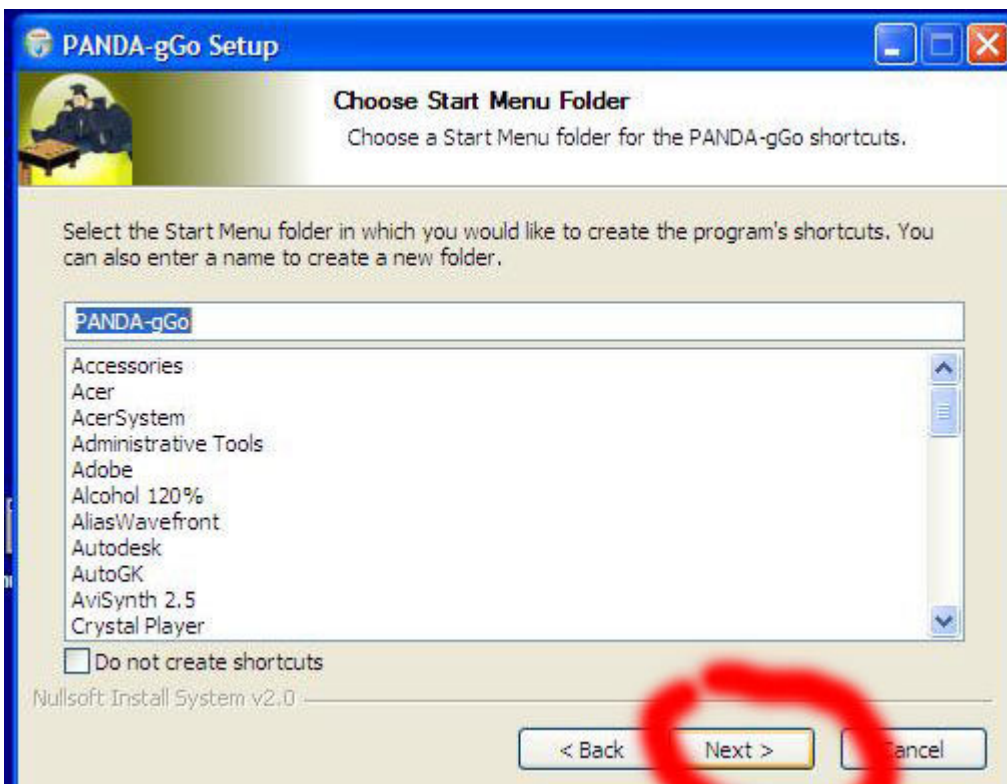 PANDA-gGo Setup
Choose Start Menu Folder
Choose a Start Menu folder for the PANDA-gGo shortcuts.
Select the Start Menu folder in which you would like to create the program's shortcuts. You
can also enter a name to create a new folder.
PANDA-gGo
Accessories
Acer
AcerSystem
Administrative Tools
Adobe
Alcohol 120%
AliasWavefront
Autodesk
AutoGK
AviSynth 2.5
Crystal Player
Do not create shortcuts
Nullsoft Install System v2.0
< Back Next > Cancel